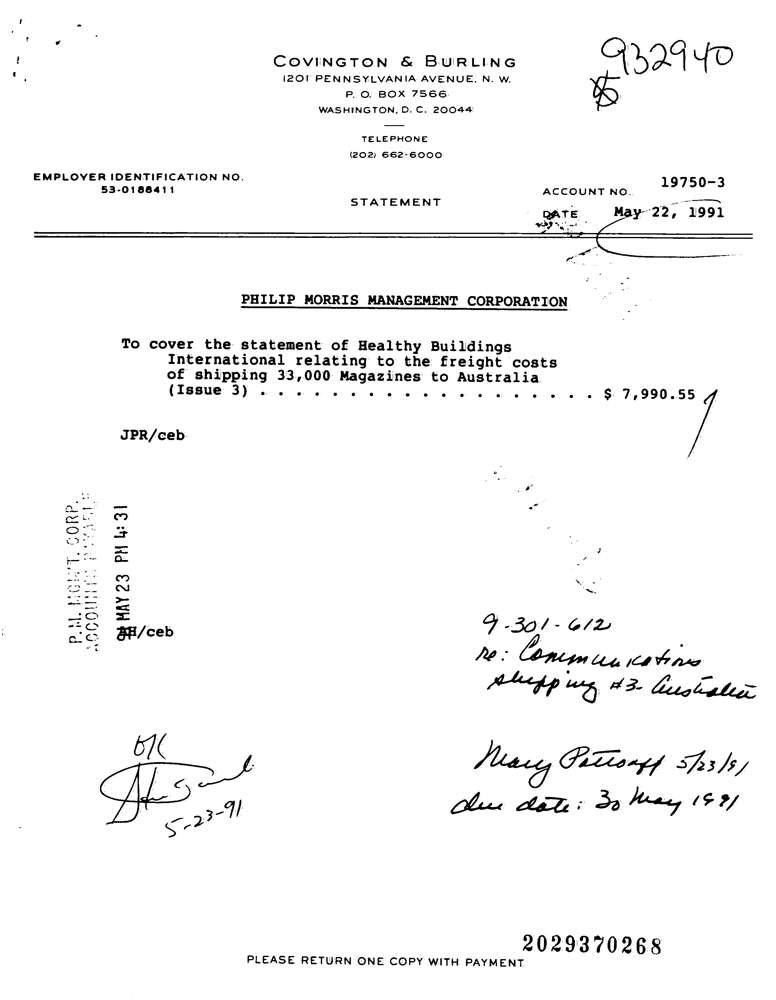 932940
COVINGTON & BURLING
1201 PENNSYLVANIA AVENUE, N. W.
P. O. BOX 7566
WASHINGTON, D. C. 20044
TELEPHONE
(202) 662-6000
EMPLOYER IDENTIFICATION NO.
53-0188411
STATEMENT
ACCOUNT NO. 19750-3
DATE May 22, 1991
PHILIP MORRIS MANAGEMENT CORPORATION
To cover the statement of Healthy Buildings
International relating to the freight costs
of shipping 33,000 Magazines to Australia
(Issue 3) . . . . . . . . . . . . . . . . . . . $ 7,990.55
JPR/ceb
P.M. MGM'T. CORP.
ACCOUNTS PAYABLE
MAY 23 PM 4:31
/ceb
9-301-612
re: Communications
shipping #3 Australia
OK
5-23-91
Mary 5/23/91
due date: 30 May 1991
2029370268
PLEASE RETURN ONE COPY WITH PAYMENT